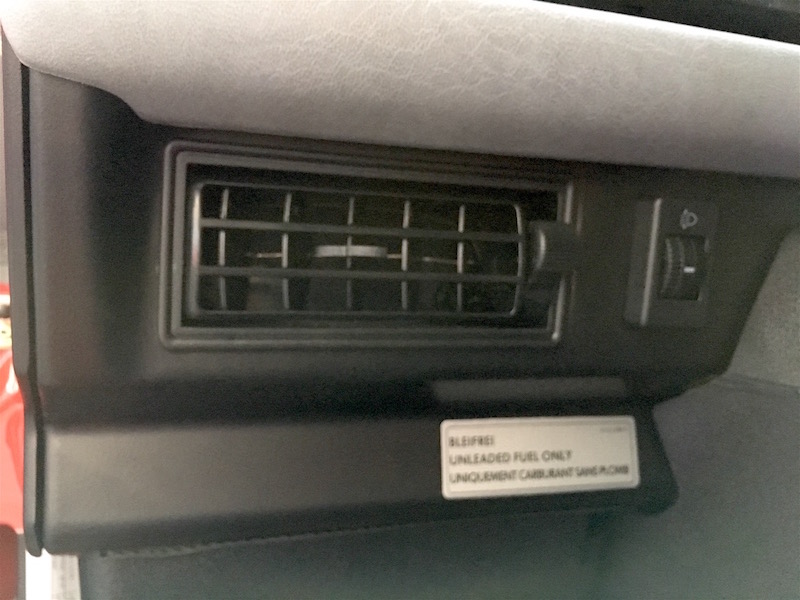 BLEIFREI
UNLEADED FUEL ONLY
UNIQUEMENT CARBURANT SANS PLOMB